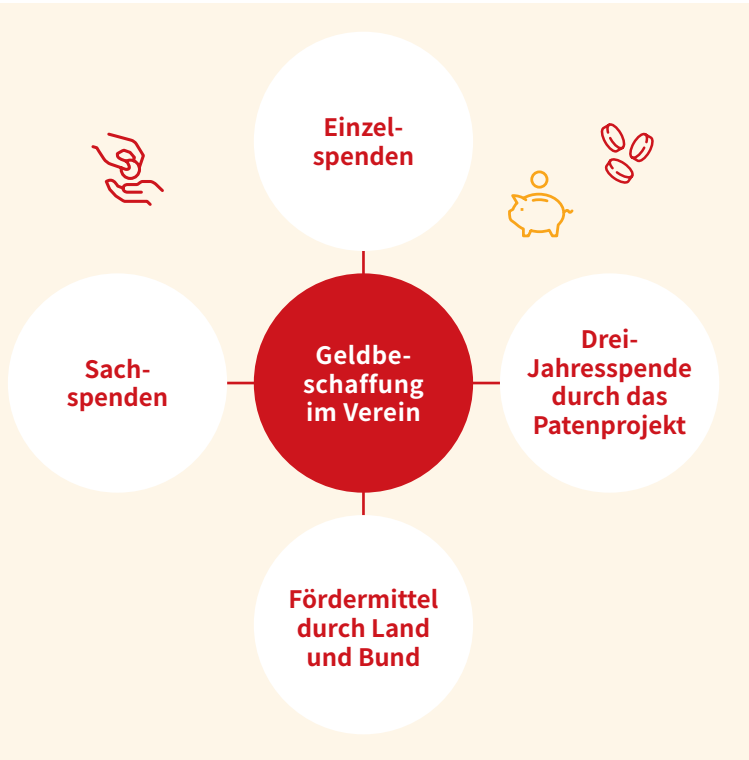 Einzel-
spenden
Sach-
spenden
Geldbe-
schaffung
im Verein
Drei-
Jahresspende
durch das
Patenprojekt
Fördermittel
durch Land
und Bund